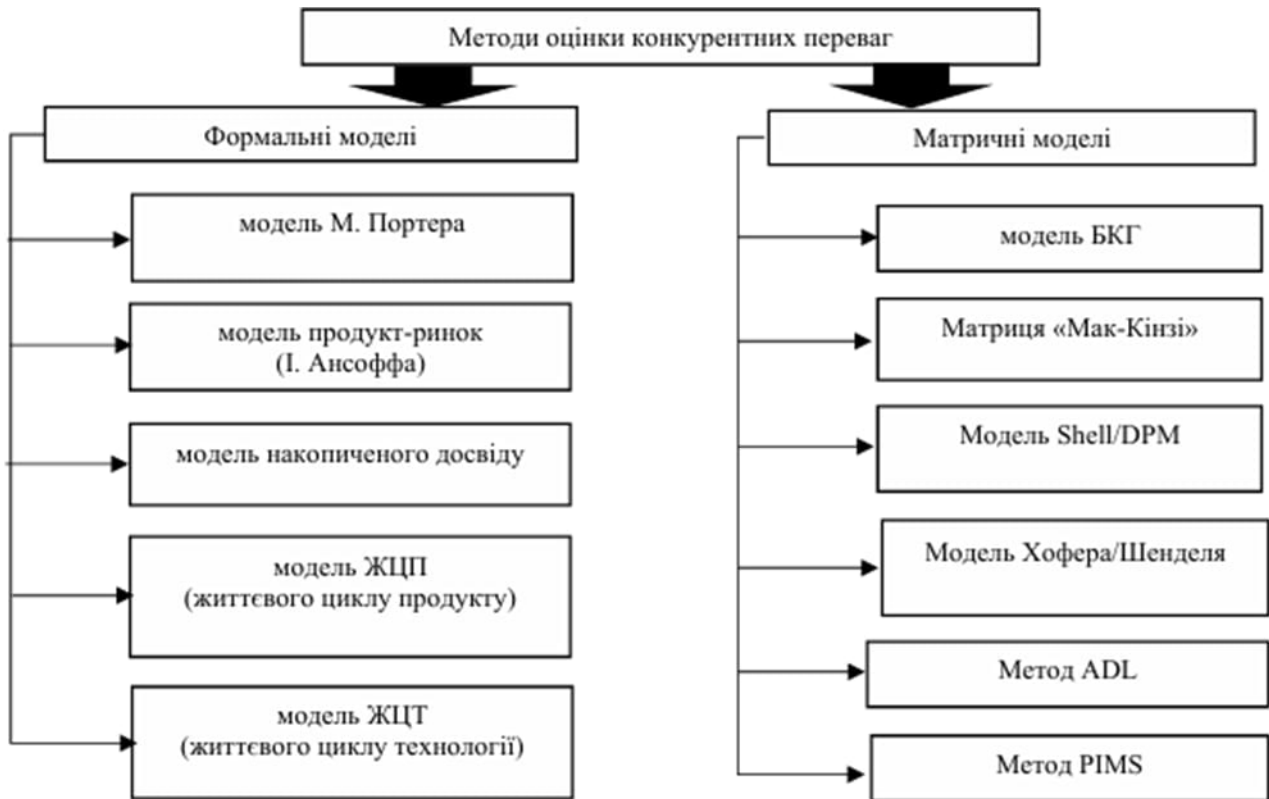 Методи оцінки конкурентних переваг
Формальні моделі
модель М. Портера
модель продукт-ринок
(І. Ансоффа)
модель накопиченого досвіду
модель ЖЦП
(життєвого циклу продукту)
модель ЖЦТ
(життєвого циклу технології)
Матричні моделі
модель БКГ
Матриця «Мак-Кінзі»
Модель Shell/DPM
Модель Хофера/Шенделя
Метод ADL
Метод PIMS